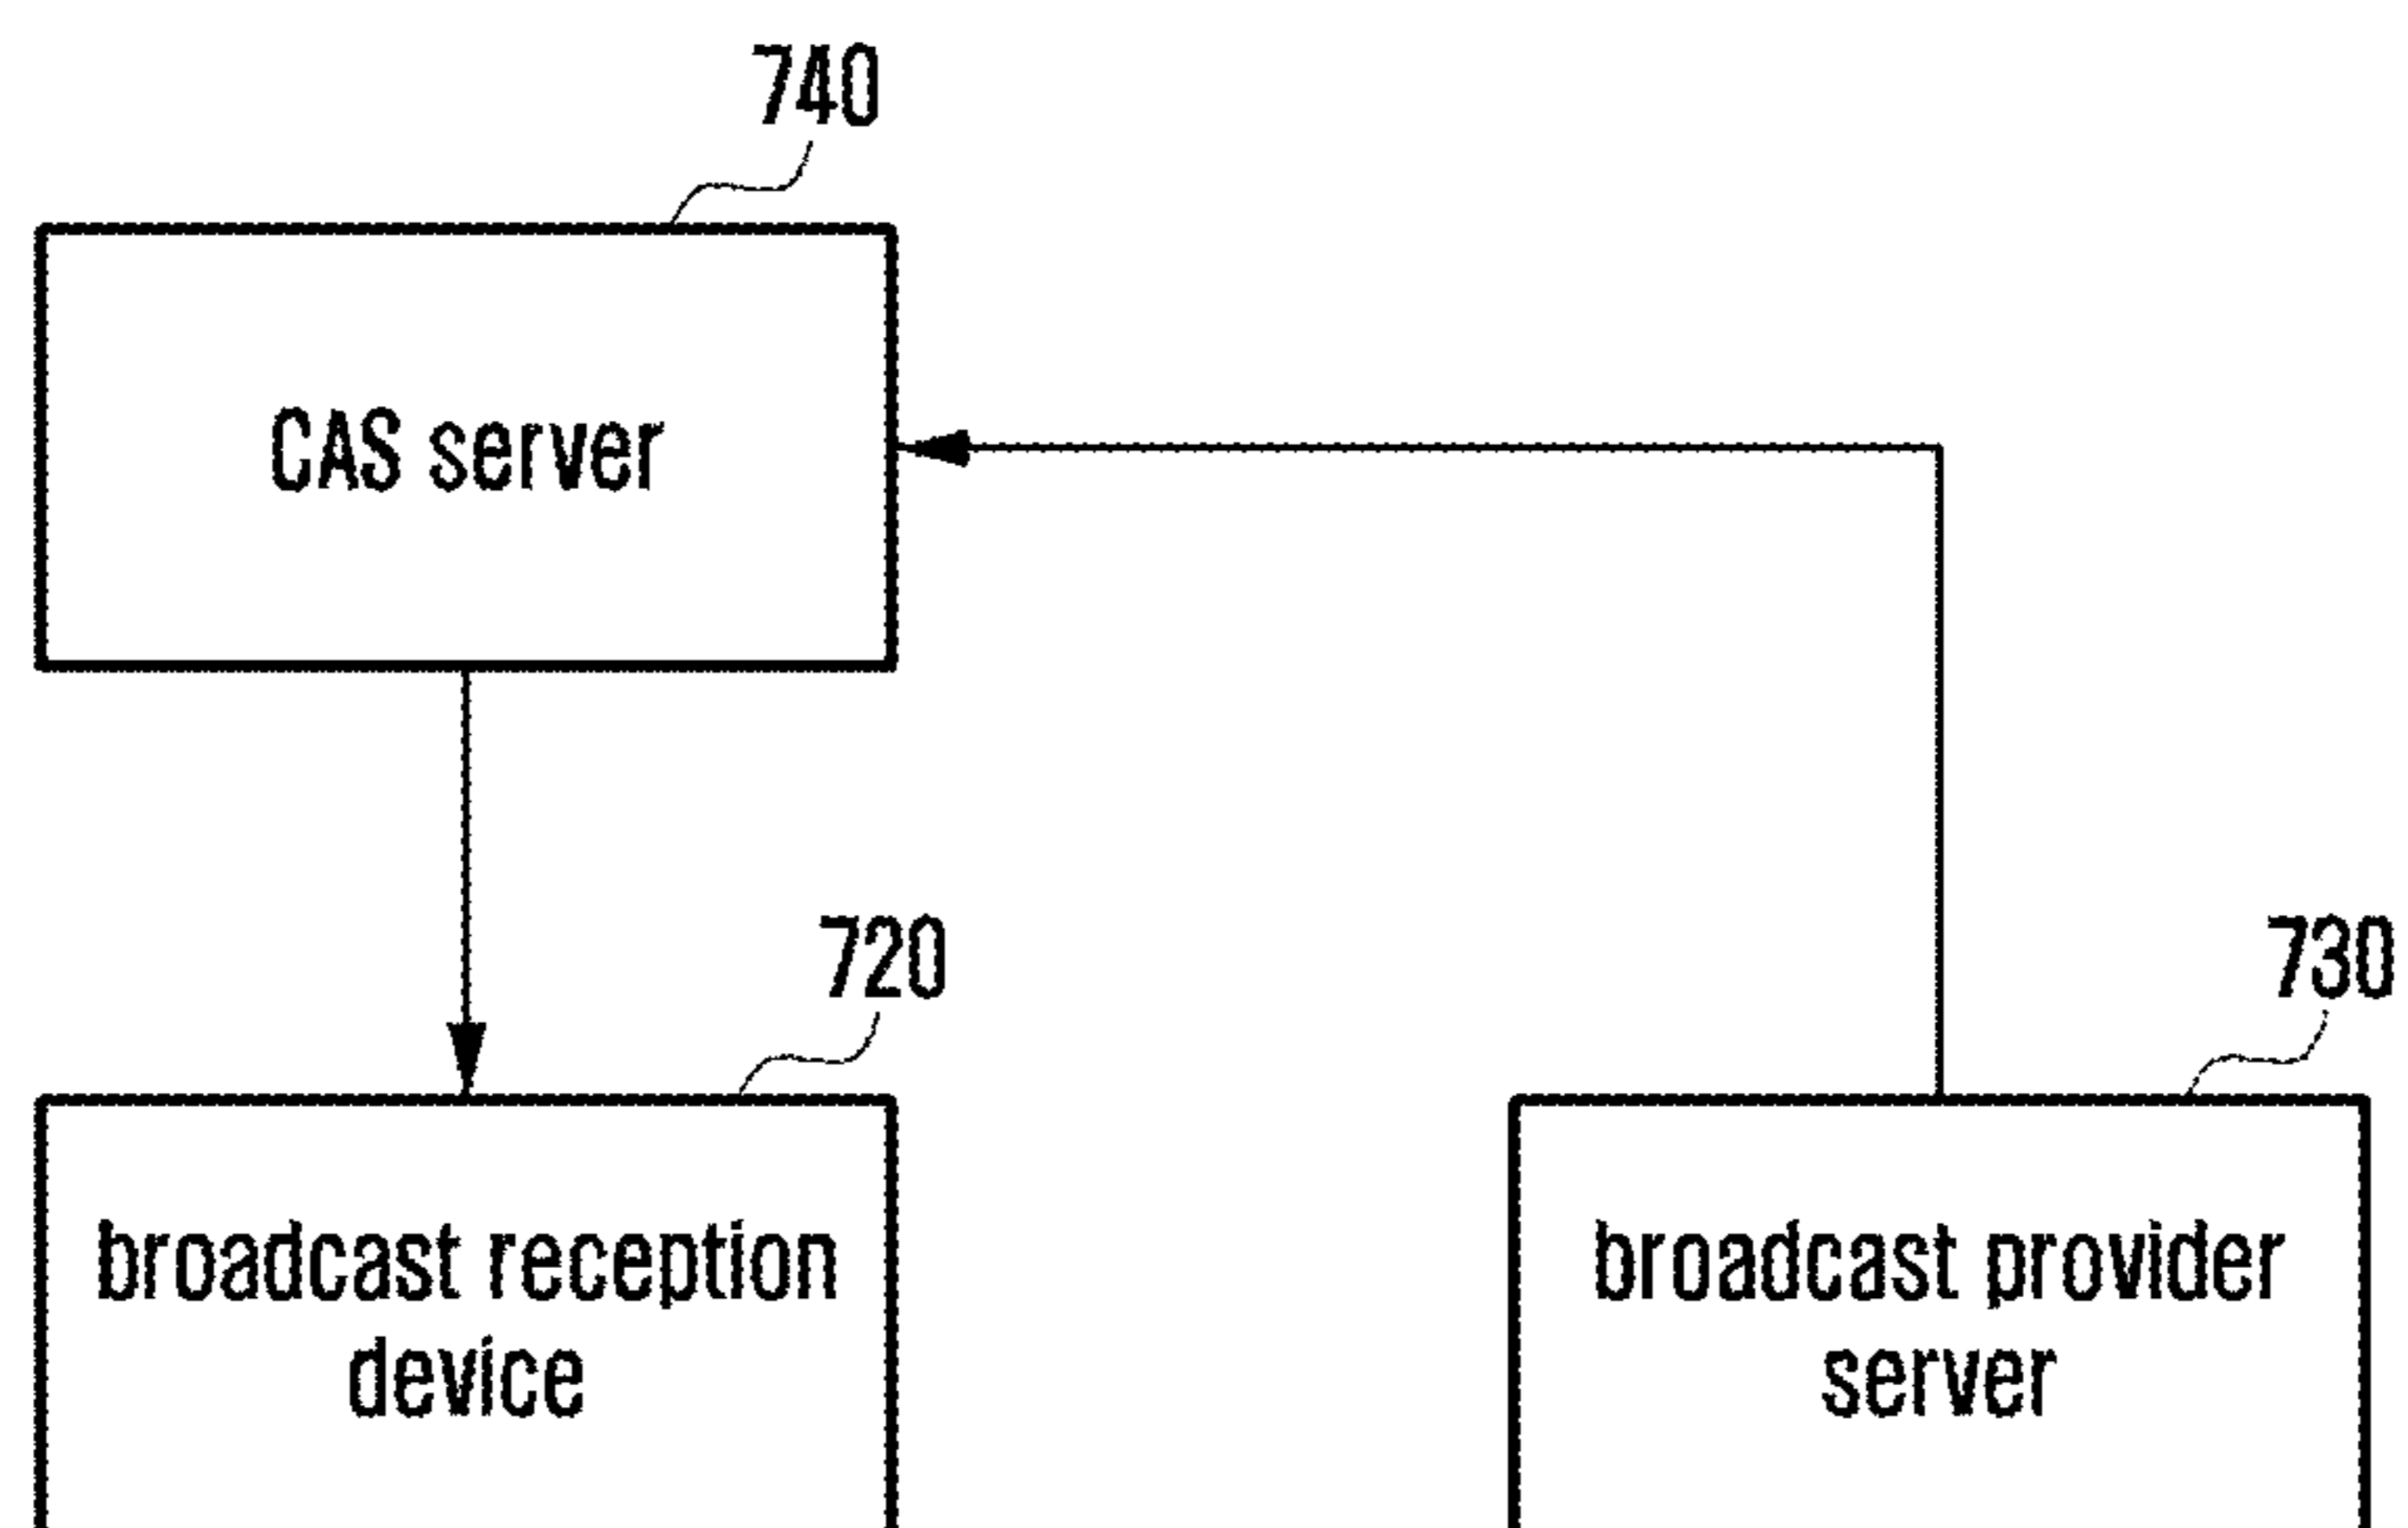 740
CAS server
720
730
broadcast reception
device
broadcast provider
server